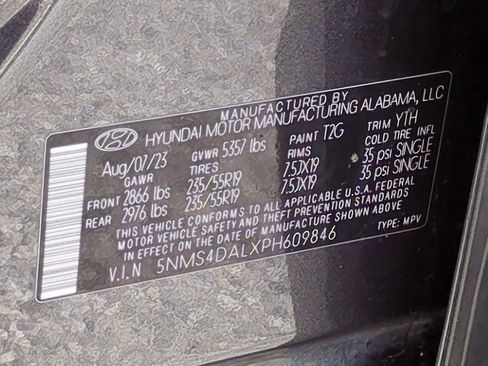 MANUFACTURED BY
HYUNDAI MOTOR MANUFACTURING ALABAMA, LLC
Aug/07/23 GVWR 5357 lbs PAINT T2G TRIM YTH
GAWR TIRES RIMS COLD TIRE INFL
FRONT 2866 lbs 235/55R19 7.5JX19 35 psi SINGLE
REAR 2976 lbs 235/55R19 7.5JX19 35 psi SINGLE
THIS VEHICLE CONFORMS TO ALL APPLICABLE U.S.A. FEDERAL
MOTOR VEHICLE SAFETY AND THEFT PREVENTION STANDARDS
IN EFFECT ON THE DATE OF MANUFACTURE SHOWN ABOVE
V.I.N 5NMS4DALXPH609846 TYPE: MPV